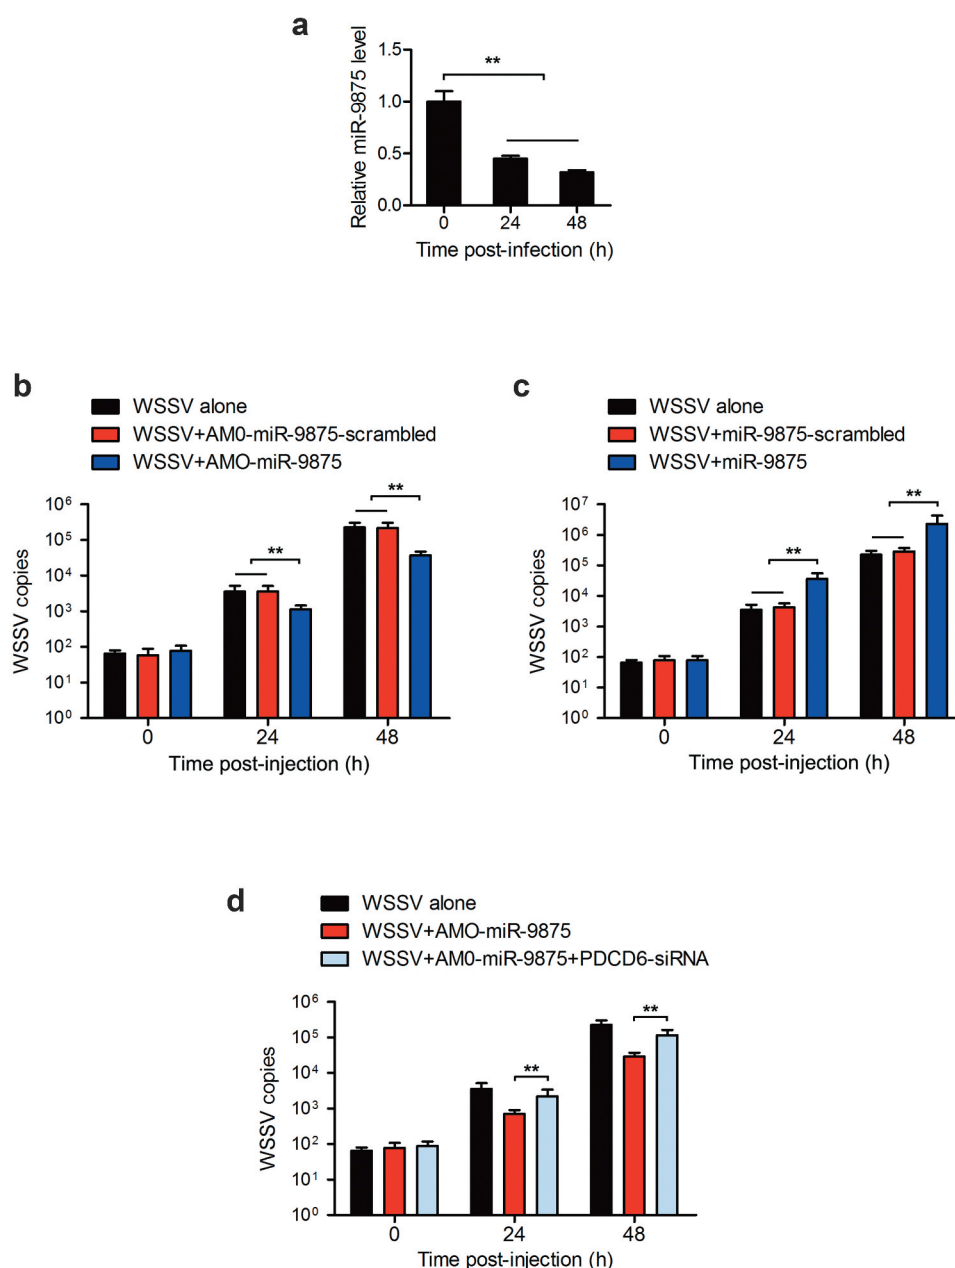 a
Relative miR-9875 level
1.5
1.0
0.5
0.0
**
0 24 48
Time post-infection (h)
b
WSSV alone
WSSV+AM0-miR-9875-scrambled
WSSV+AMO-miR-9875
WSSV copies
10⁶
10⁵
10⁴
10³
10²
10¹
10⁰
**
**
0 24 48
Time post-injection (h)
c
WSSV alone
WSSV+miR-9875-scrambled
WSSV+miR-9875
WSSV copies
10⁷
10⁶
10⁵
10⁴
10³
10²
10¹
10⁰
**
**
0 24 48
Time post-injection (h)
d
WSSV alone
WSSV+AMO-miR-9875
WSSV+AM0-miR-9875+PDCD6-siRNA
WSSV copies
10⁶
10⁵
10⁴
10³
10²
10¹
10⁰
**
**
0 24 48
Time post-injection (h)